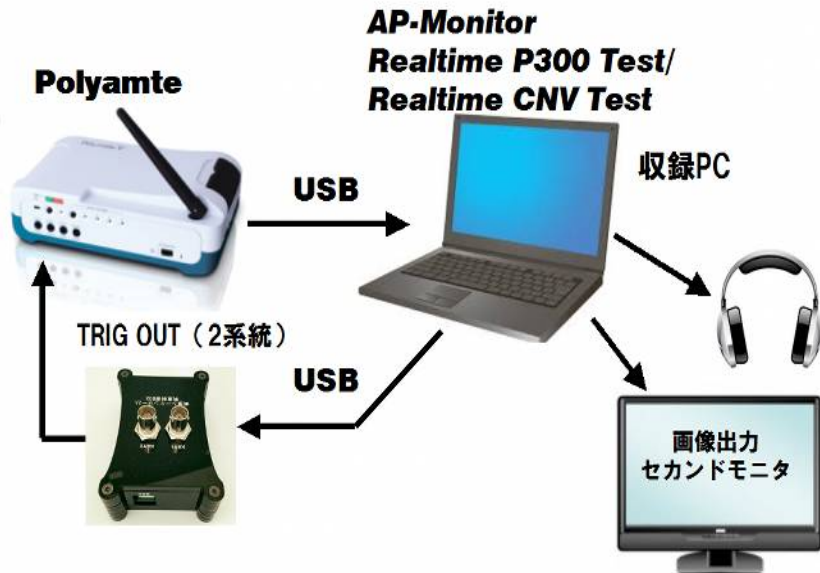 AP-Monitor
Realtime P300 Test/
Realtime CNV Test
Polyamte
収録PC
USB
TRIG OUT（2系統）
USB
画像出力
セカンドモニタ